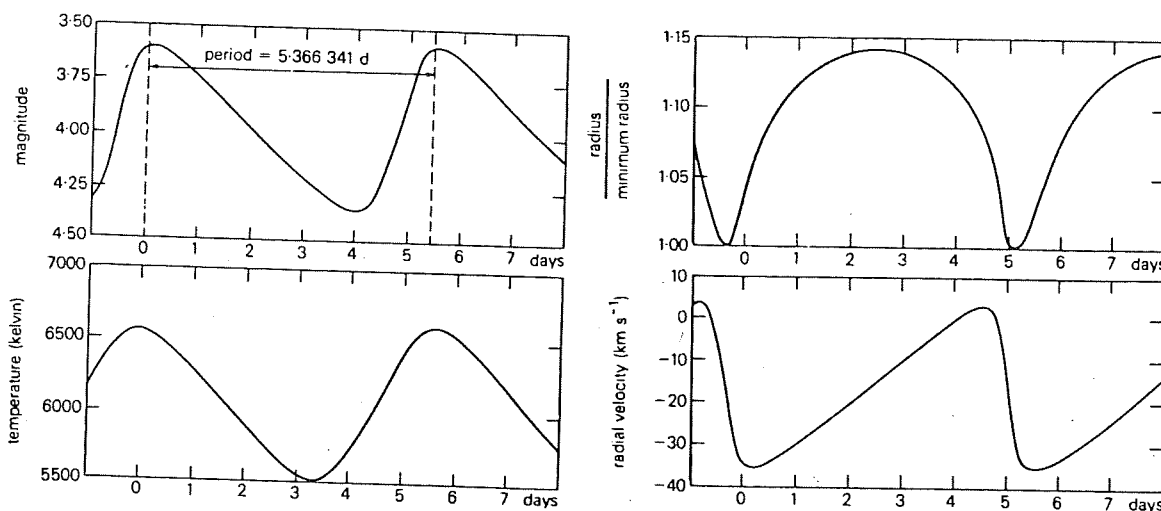 3·50
3·75
4·00
4·25
4·50
magnitude
period = 5·366 341 d
0 1 2 3 4 5 6 7 days
1·15
1·10
1·05
1·00
radius
minimum radius
0 1 2 3 4 5 6 7 days
7000
6500
6000
5500
temperature (kelvin)
0 1 2 3 4 5 6 7 days
10
0
−10
−20
−30
−40
radial velocity (km s⁻¹)
0 1 2 3 4 5 6 7 days